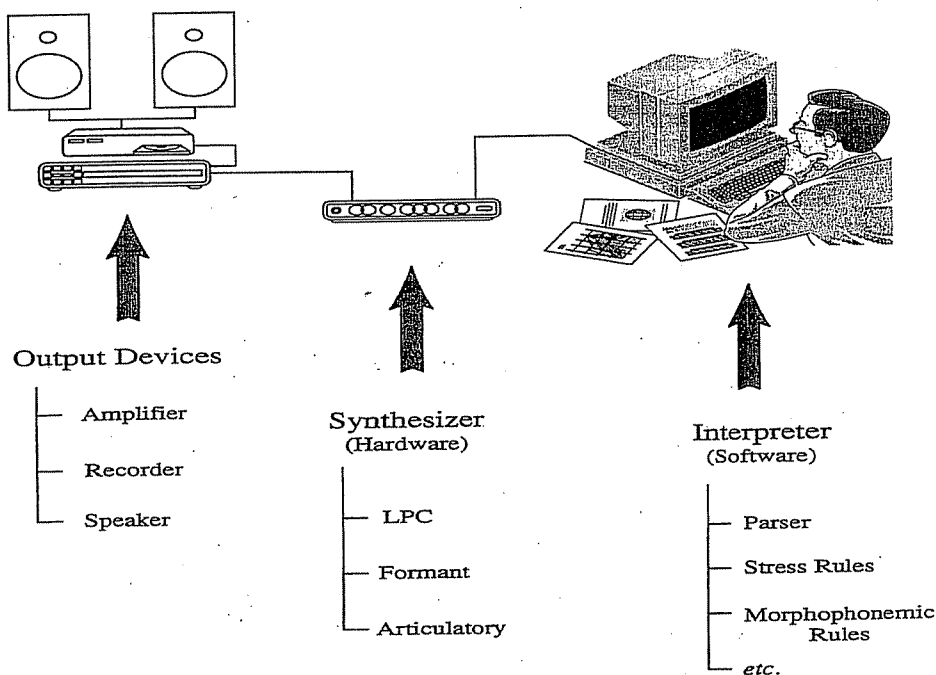 Output Devices
Amplifier
Recorder
Speaker
Synthesizer
(Hardware)
LPC
Formant
Articulatory
Interpreter
(Software)
Parser
Stress Rules
Morphophonemic
Rules
etc.